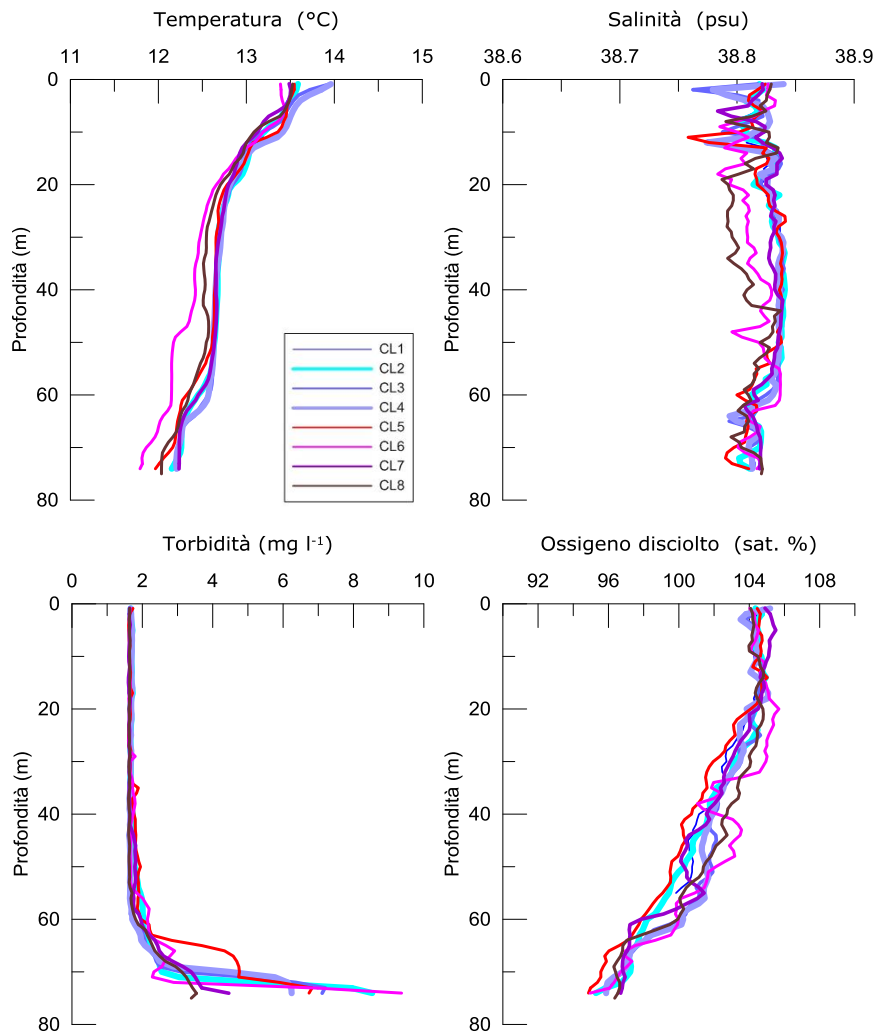 Temperatura (°C)
11 12 13 14 15
0
20
40
60
80
Profondità (m)
CL1
CL2
CL3
CL4
CL5
CL6
CL7
CL8
Salinità (psu)
38.6 38.7 38.8 38.9
0
20
40
60
80
Profondità (m)
Torbidità (mg l⁻¹)
0 2 4 6 8 10
0
20
40
60
80
Profondità (m)
Ossigeno disciolto (sat. %)
92 96 100 104 108
0
20
40
60
80
Profondità (m)